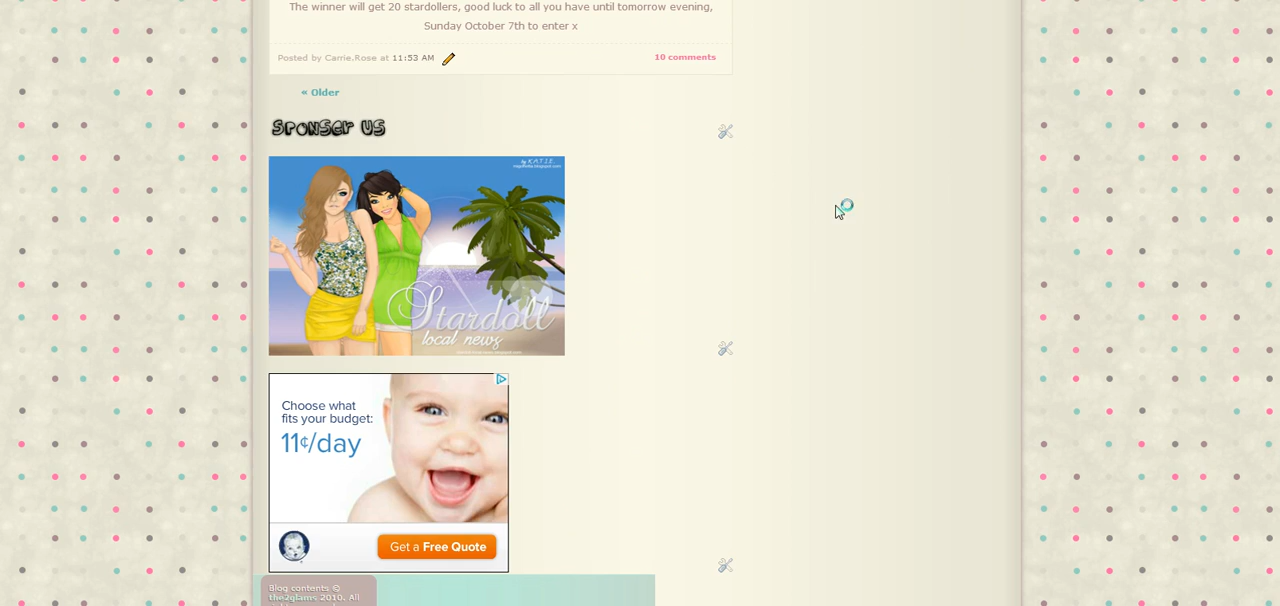 The winner will get 20 stardollers, good luck to all you have until tomorrow evening,
Sunday October 7th to enter x
Posted by Carrie.Rose at 11:53 AM
10 comments
« Older
SponSer US
by K.A.T.I.E.
Stardoll
local news
Choose what
fits your budget:
11¢/day
Get a Free Quote
Blog contents ©
the2glams 2010. All